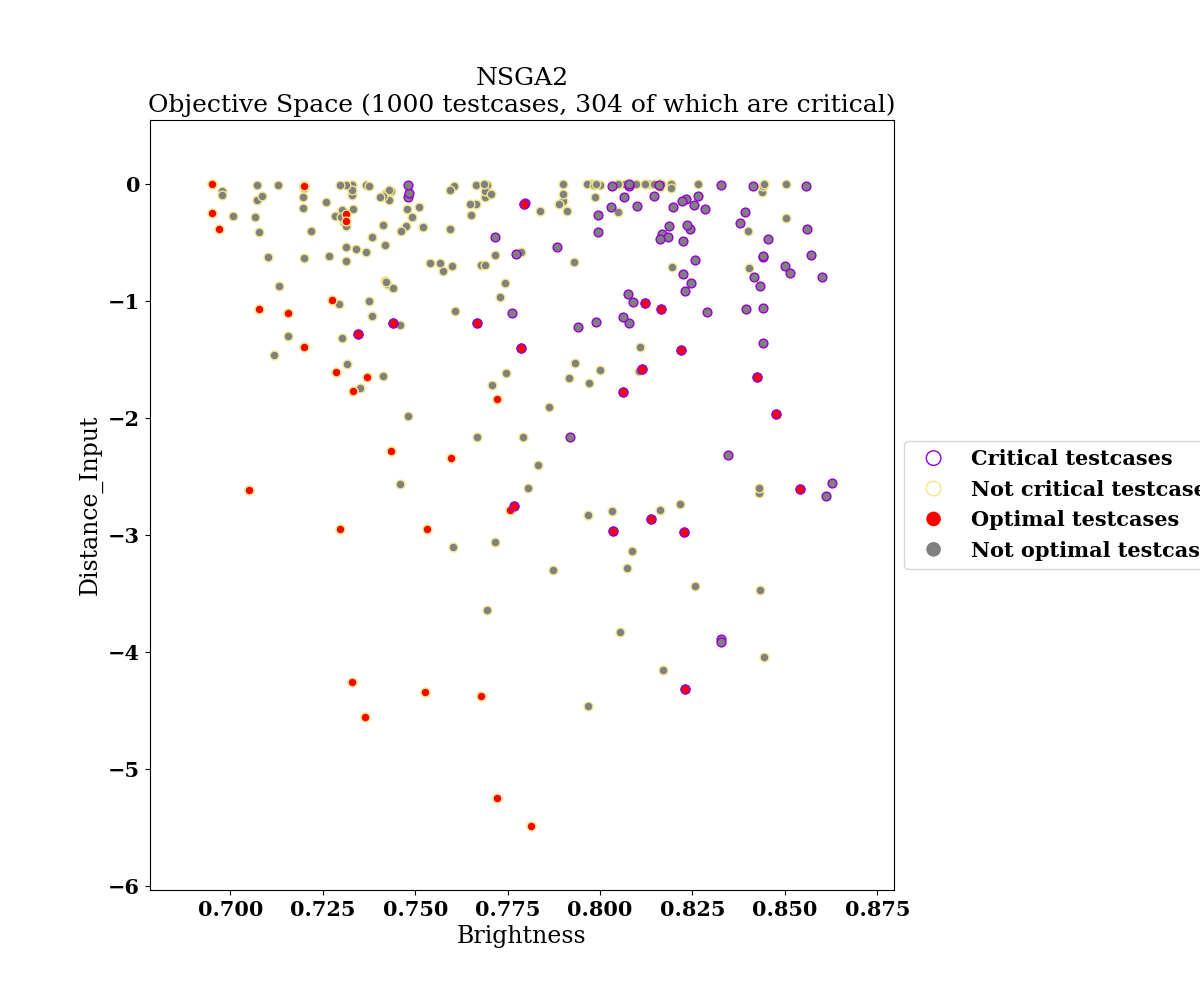 NSGA2
Objective Space (1000 testcases, 304 of which are critical)
0
−1
−2
−3
−4
−5
−6
Distance_Input
0.700 0.725 0.750 0.775 0.800 0.825 0.850 0.875
Brightness
Critical testcases
Not critical testcase
Optimal testcases
Not optimal testcas